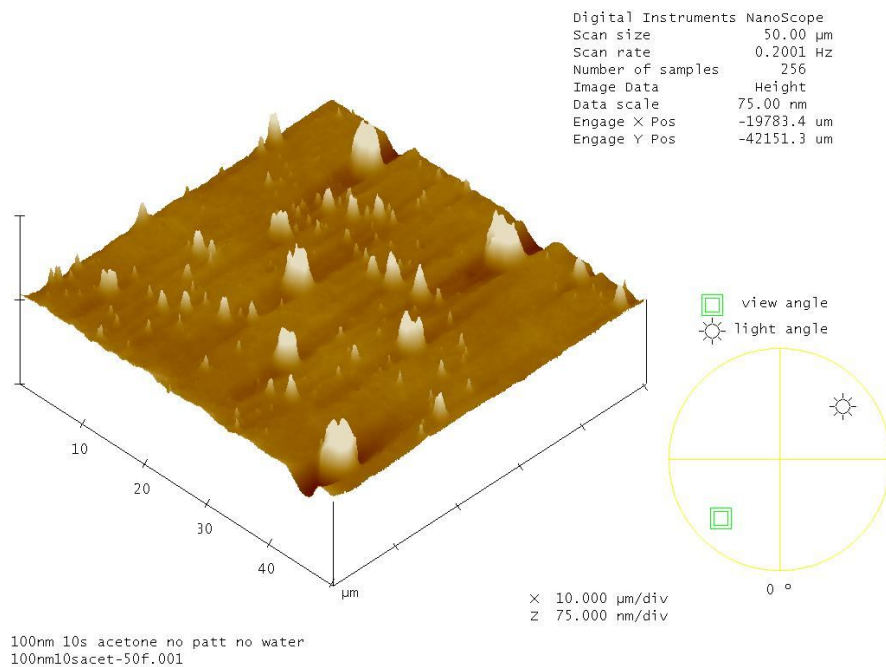 Digital Instruments NanoScope
Scan size 50.00 µm
Scan rate 0.2001 Hz
Number of samples 256
Image Data Height
Data scale 75.00 nm
Engage X Pos -19783.4 um
Engage Y Pos -42151.3 um
view angle
light angle
10
20
30
40
µm
0 º
X 10.000 µm/div
Z 75.000 nm/div
100nm 10s acetone no patt no water
100nm10sacet-50f.001